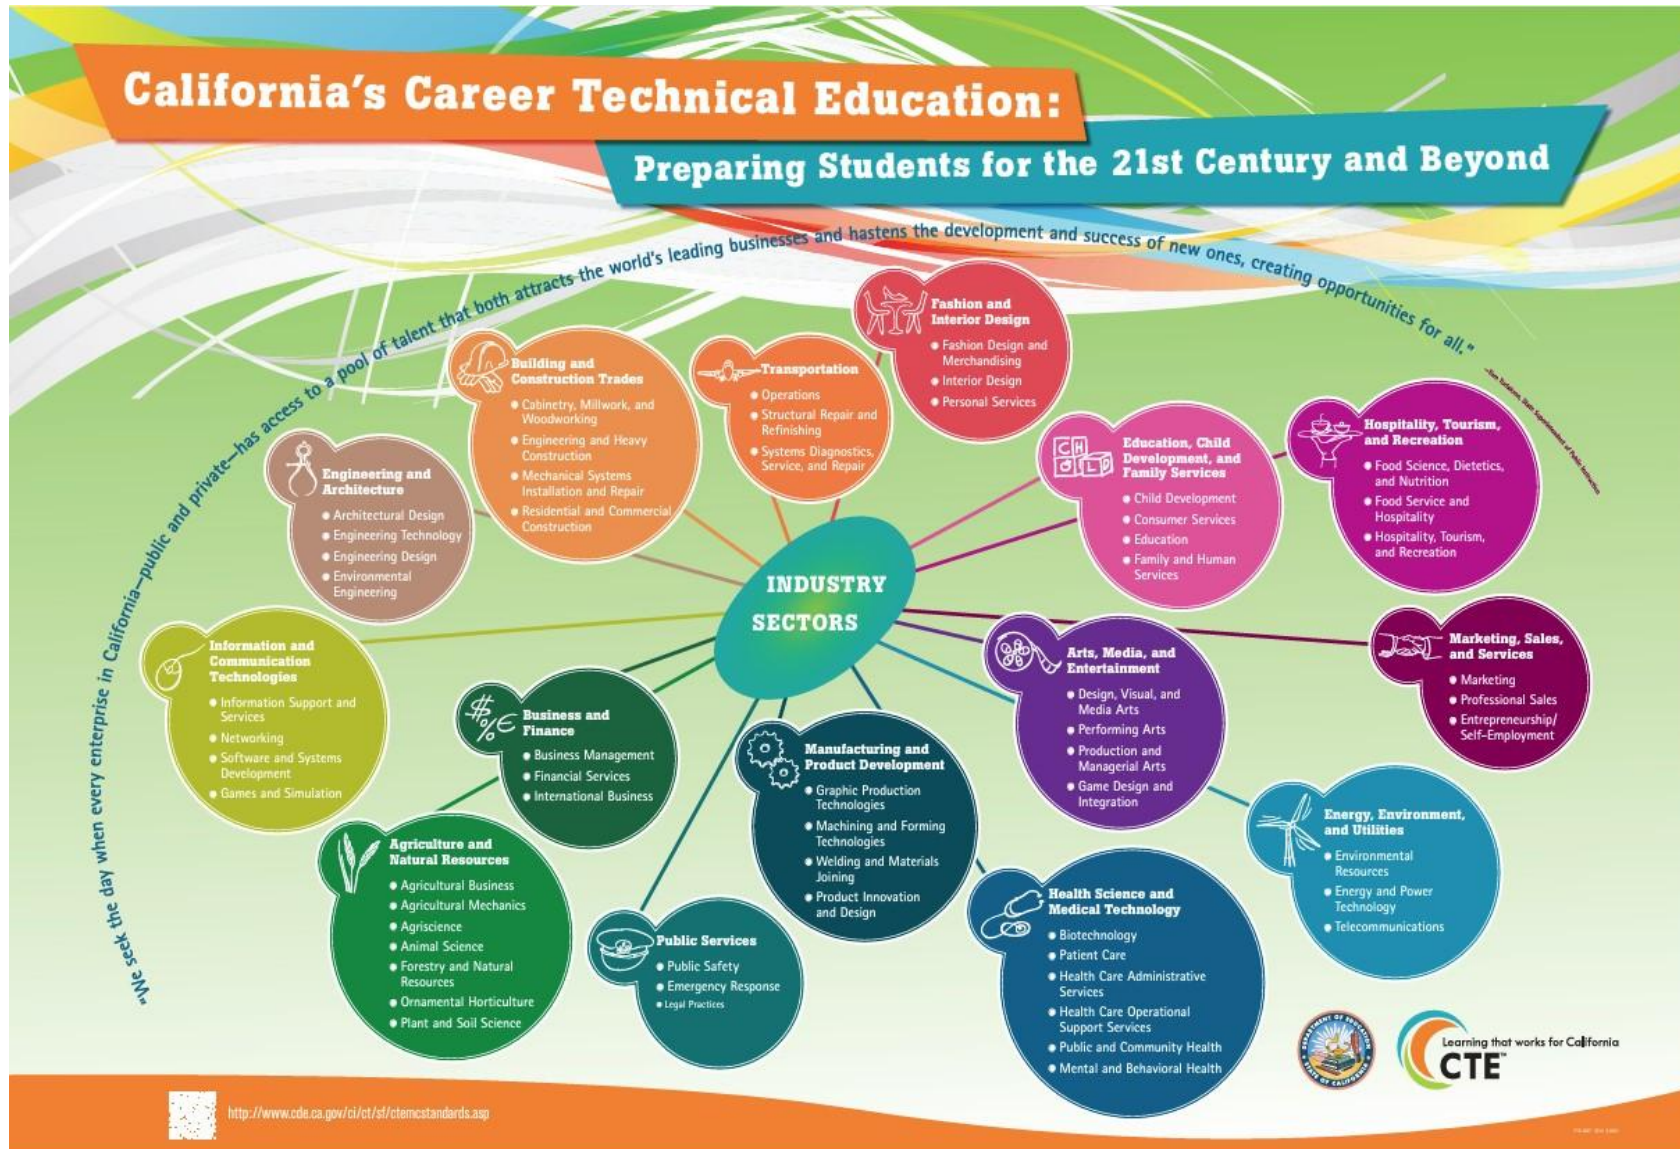 California's Career Technical Education:
Preparing Students for the 21st Century and Beyond
"We seek the day when every enterprise in California—public and private—has access to a pool of talent that both attracts the world's leading businesses and hastens the development and success of new ones, creating opportunities for all."
—Tom Torlakson, State Superintendent of Public Instruction
Fashion and
Interior Design
Fashion Design and
Merchandising
Interior Design
Personal Services
Building and
Construction Trades
Cabinetry, Millwork, and
Woodworking
Engineering and Heavy
Construction
Mechanical Systems
Installation and Repair
Residential and Commercial
Construction
Transportation
Operations
Structural Repair and
Refinishing
Systems Diagnostics,
Service, and Repair
Engineering and
Architecture
Architectural Design
Engineering Technology
Engineering Design
Environmental
Engineering
CHILD
Education, Child
Development, and
Family Services
Child Development
Consumer Services
Education
Family and Human
Services
Hospitality, Tourism,
and Recreation
Food Science, Dietetics,
and Nutrition
Food Service and
Hospitality
Hospitality, Tourism,
and Recreation
INDUSTRY
SECTORS
Information and
Communication
Technologies
Information Support and
Services
Networking
Software and Systems
Development
Games and Simulation
Business and
Finance
Business Management
Financial Services
International Business
Manufacturing and
Product Development
Graphic Production
Technologies
Machining and Forming
Technologies
Welding and Materials
Joining
Product Innovation
and Design
Arts, Media, and
Entertainment
Design, Visual, and
Media Arts
Performing Arts
Production and
Managerial Arts
Game Design and
Integration
Marketing, Sales,
and Services
Marketing
Professional Sales
Entrepreneurship/
Self-Employment
Agriculture and
Natural Resources
Agricultural Business
Agricultural Mechanics
Agriscience
Animal Science
Forestry and Natural
Resources
Ornamental Horticulture
Plant and Soil Science
Public Services
Public Safety
Emergency Response
Legal Practices
Health Science and
Medical Technology
Biotechnology
Patient Care
Health Care Administrative
Services
Health Care Operational
Support Services
Public and Community Health
Mental and Behavioral Health
Energy, Environment,
and Utilities
Environmental
Resources
Energy and Power
Technology
Telecommunications
DEPARTMENT OF EDUCATION
STATE OF CALIFORNIA
Learning that works for California
CTE™
http://www.cde.ca.gov/ci/ct/sf/ctemcstandards.asp